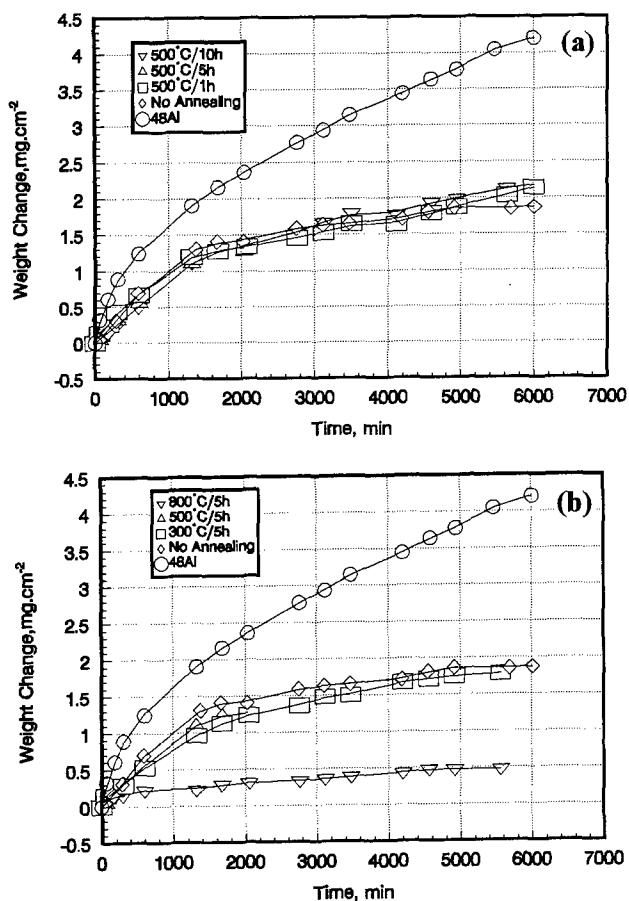 4.5
4
3.5
3
2.5
2
1.5
1
0.5
0
-0.5
Weight Change,mg.cm-2
(a)
500°C/10h
500°C/5h
500°C/1h
No Annealing
48Al
0 1000 2000 3000 4000 5000 6000 7000
Time, min
4.5
4
3.5
3
2.5
2
1.5
1
0.5
0
-0.5
Weight Change,mg.cm-2
(b)
800°C/5h
500°C/5h
300°C/5h
No Annealing
48Al
0 1000 2000 3000 4000 5000 6000 7000
Time, min